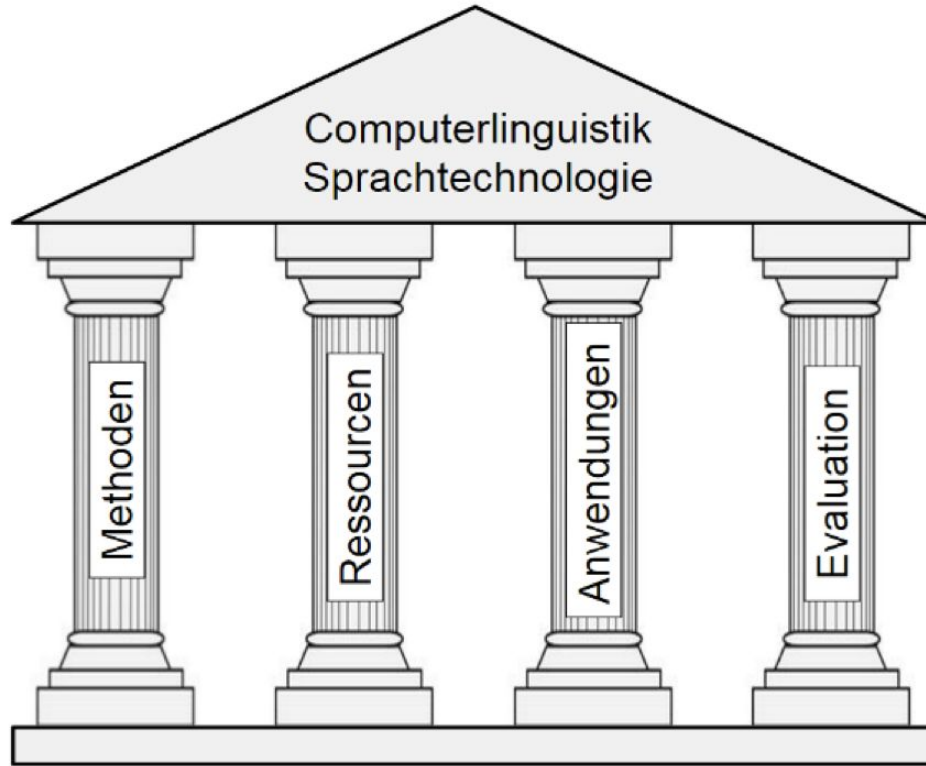 Computerlinguistik
Sprachtechnologie
Methoden
Ressourcen
Anwendungen
Evaluation